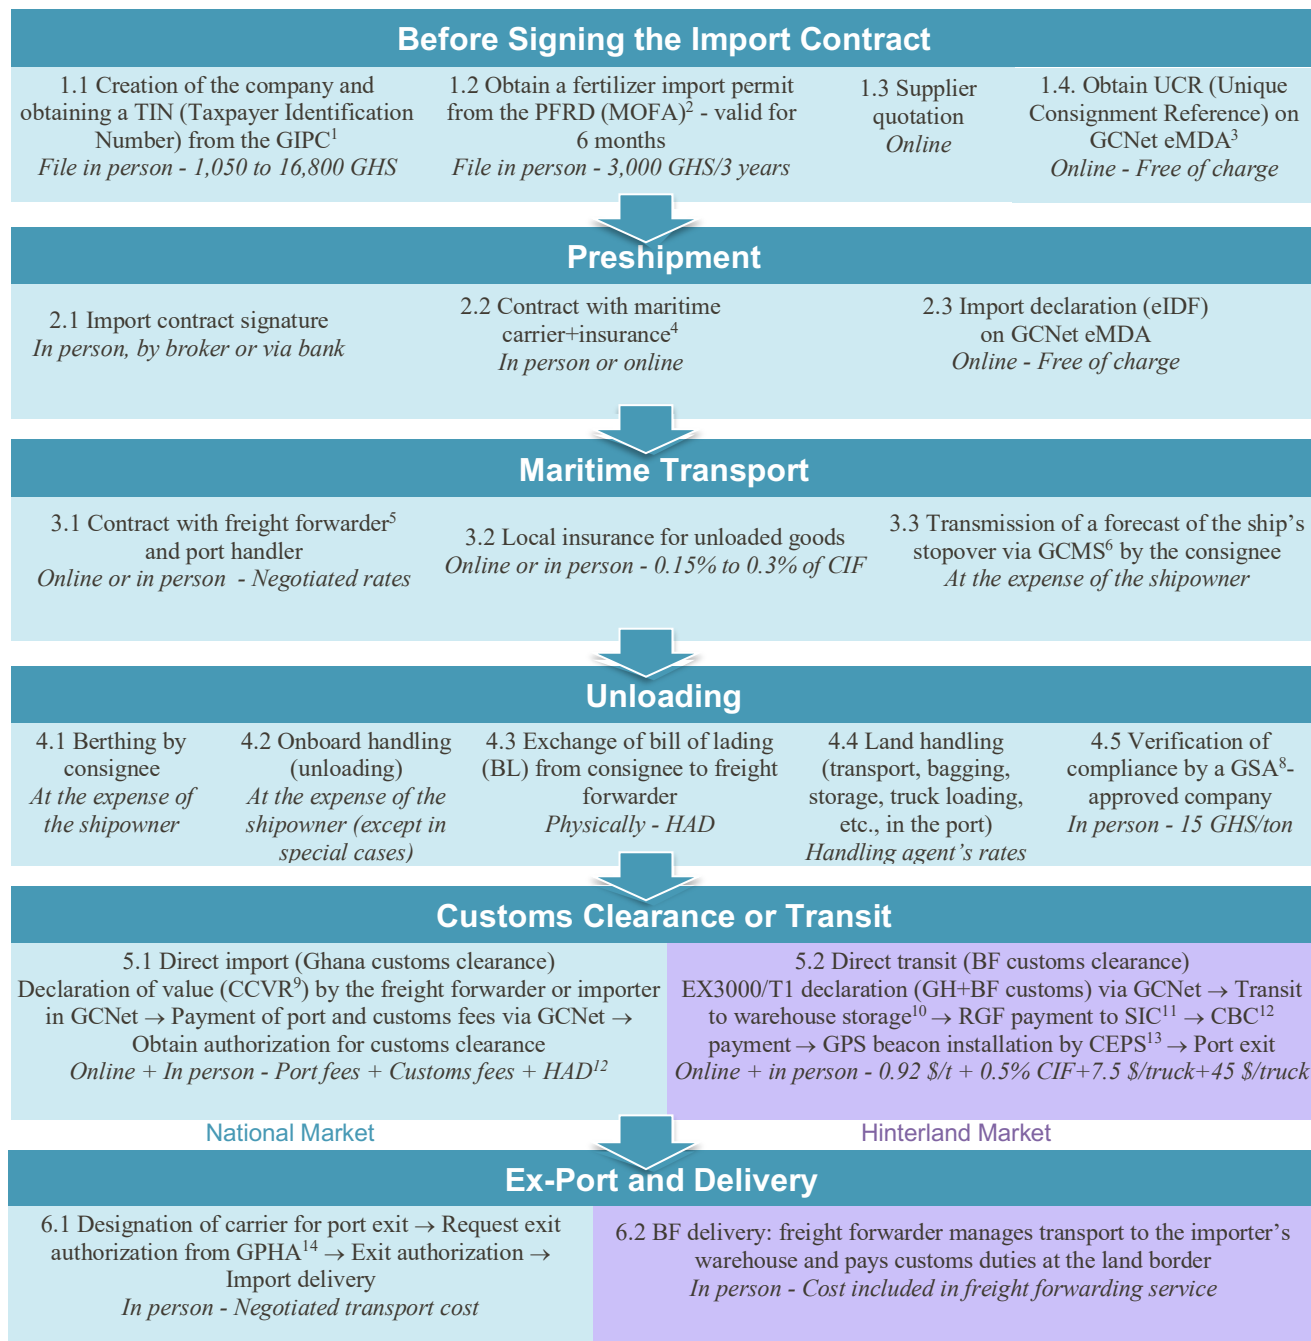 Before Signing the Import Contract
1.1 Creation of the company and
obtaining a TIN (Taxpayer Identification
Number) from the GIPC¹
File in person - 1,050 to 16,800 GHS
1.2 Obtain a fertilizer import permit
from the PFRD (MOFA)² - valid for
6 months
File in person - 3,000 GHS/3 years
1.3 Supplier
quotation
Online
1.4. Obtain UCR (Unique
Consignment Reference) on
GCNet eMDA³
Online - Free of charge
Preshipment
2.1 Import contract signature
In person, by broker or via bank
2.2 Contract with maritime
carrier+insurance⁴
In person or online
2.3 Import declaration (eIDF)
on GCNet eMDA
Online - Free of charge
Maritime Transport
3.1 Contract with freight forwarder⁵
and port handler
Online or in person - Negotiated rates
3.2 Local insurance for unloaded goods
Online or in person - 0.15% to 0.3% of CIF
3.3 Transmission of a forecast of the ship's
stopover via GCMS⁶ by the consignee
At the expense of the shipowner
Unloading
4.1 Berthing by
consignee
At the expense of
the shipowner
4.2 Onboard handling
(unloading)
At the expense of the
shipowner (except in
special cases)
4.3 Exchange of bill of lading
(BL) from consignee to freight
forwarder
Physically - HAD
4.4 Land handling
(transport, bagging,
storage, truck loading,
etc., in the port)
Handling agent's rates
4.5 Verification of
compliance by a GSA⁸-
approved company
In person - 15 GHS/ton
Customs Clearance or Transit
5.1 Direct import (Ghana customs clearance)
Declaration of value (CCVR⁹) by the freight forwarder or importer
in GCNet → Payment of port and customs fees via GCNet →
Obtain authorization for customs clearance
Online + In person - Port fees + Customs fees + HAD¹²
5.2 Direct transit (BF customs clearance)
EX3000/T1 declaration (GH+BF customs) via GCNet → Transit
to warehouse storage¹⁰ → RGF payment to SIC¹¹ → CBC¹²
payment → GPS beacon installation by CEPS¹³ → Port exit
Online + in person - 0.92 $/t + 0.5% CIF+7.5 $/truck+45 $/truck
National Market
Hinterland Market
Ex-Port and Delivery
6.1 Designation of carrier for port exit → Request exit
authorization from GPHA¹⁴ → Exit authorization →
Import delivery
In person - Negotiated transport cost
6.2 BF delivery: freight forwarder manages transport to the importer's
warehouse and pays customs duties at the land border
In person - Cost included in freight forwarding service